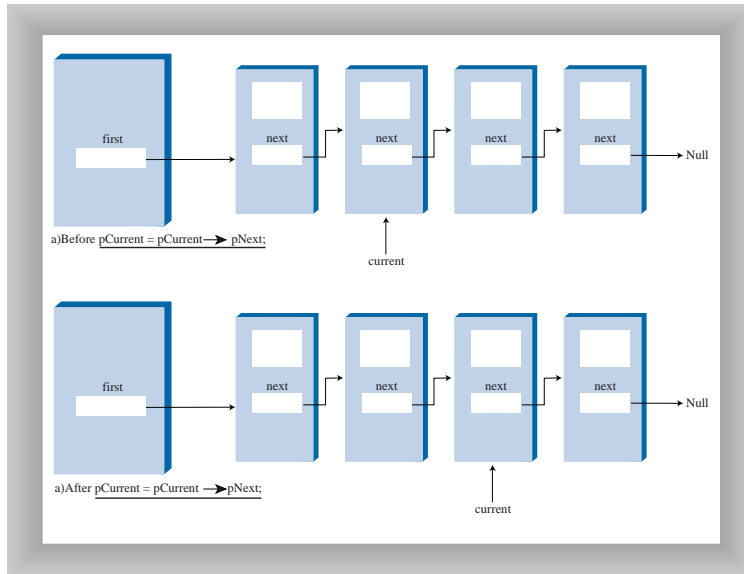 first
next
next
next
next
Null
a)Before pCurrent = pCurrent→ pNext;
current
first
next
next
next
next
Null
a)After pCurrent = pCurrent →pNext;
current